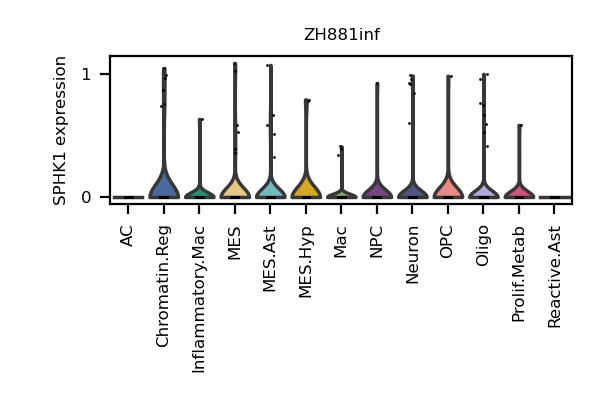 ZH881inf
SPHK1 expression
1
0
AC
Chromatin.Reg
Inflammatory.Mac
MES
MES.Ast
MES.Hyp
Mac
NPC
Neuron
OPC
Oligo
Prolif.Metab
Reactive.Ast